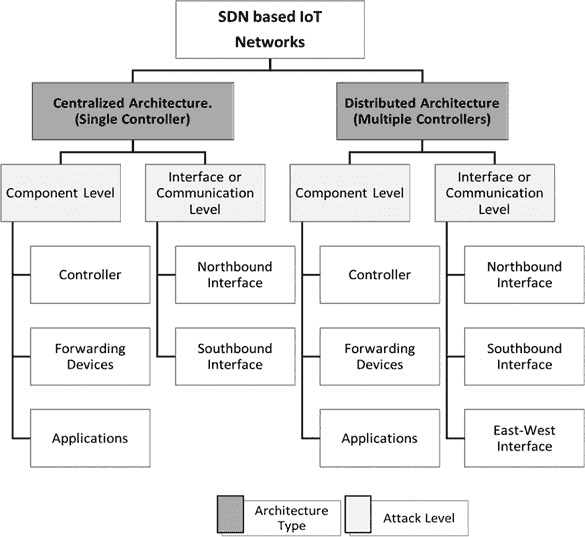 SDN based IoT
Networks
Centralized Architecture.
(Single Controller)
Distributed Architecture
(Multiple Controllers)
Component Level
Interface or
Communication
Level
Component Level
Interface or
Communication
Level
Controller
Northbound
Interface
Controller
Northbound
Interface
Forwarding
Devices
Southbound
Interface
Forwarding
Devices
Southbound
Interface
Applications
Applications
East-West
Interface
Architecture
Type
Attack Level